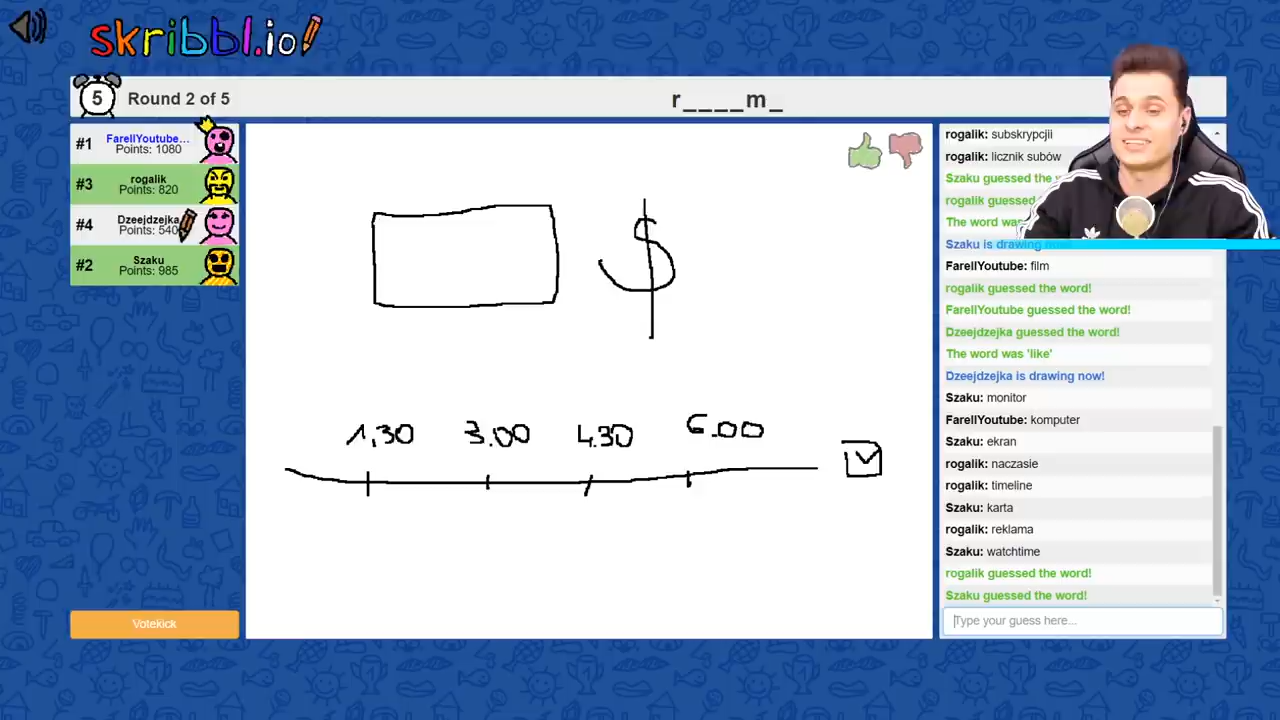 skribbl.io
5
Round 2 of 5
r____m_
#1
FarellYoutube...
Points: 1080
#3
rogalik
Points: 820
#4
Dzeejdzejka
Points: 540
#2
Szaku
Points: 985
Votekick
$
1,30 3.00 4.30 6.00
rogalik: subskrypcjii
rogalik: licznik subów
Szaku guessed the
rogalik guessed
The word was
Szaku is drawing now!
FarellYoutube: film
rogalik guessed the word!
FarellYoutube guessed the word!
Dzeejdzejka guessed the word!
The word was 'like'
Dzeejdzejka is drawing now!
Szaku: monitor
FarellYoutube: komputer
Szaku: ekran
rogalik: naczasie
rogalik: timeline
Szaku: karta
rogalik: reklama
Szaku: watchtime
rogalik guessed the word!
Szaku guessed the word!
Type your guess here...